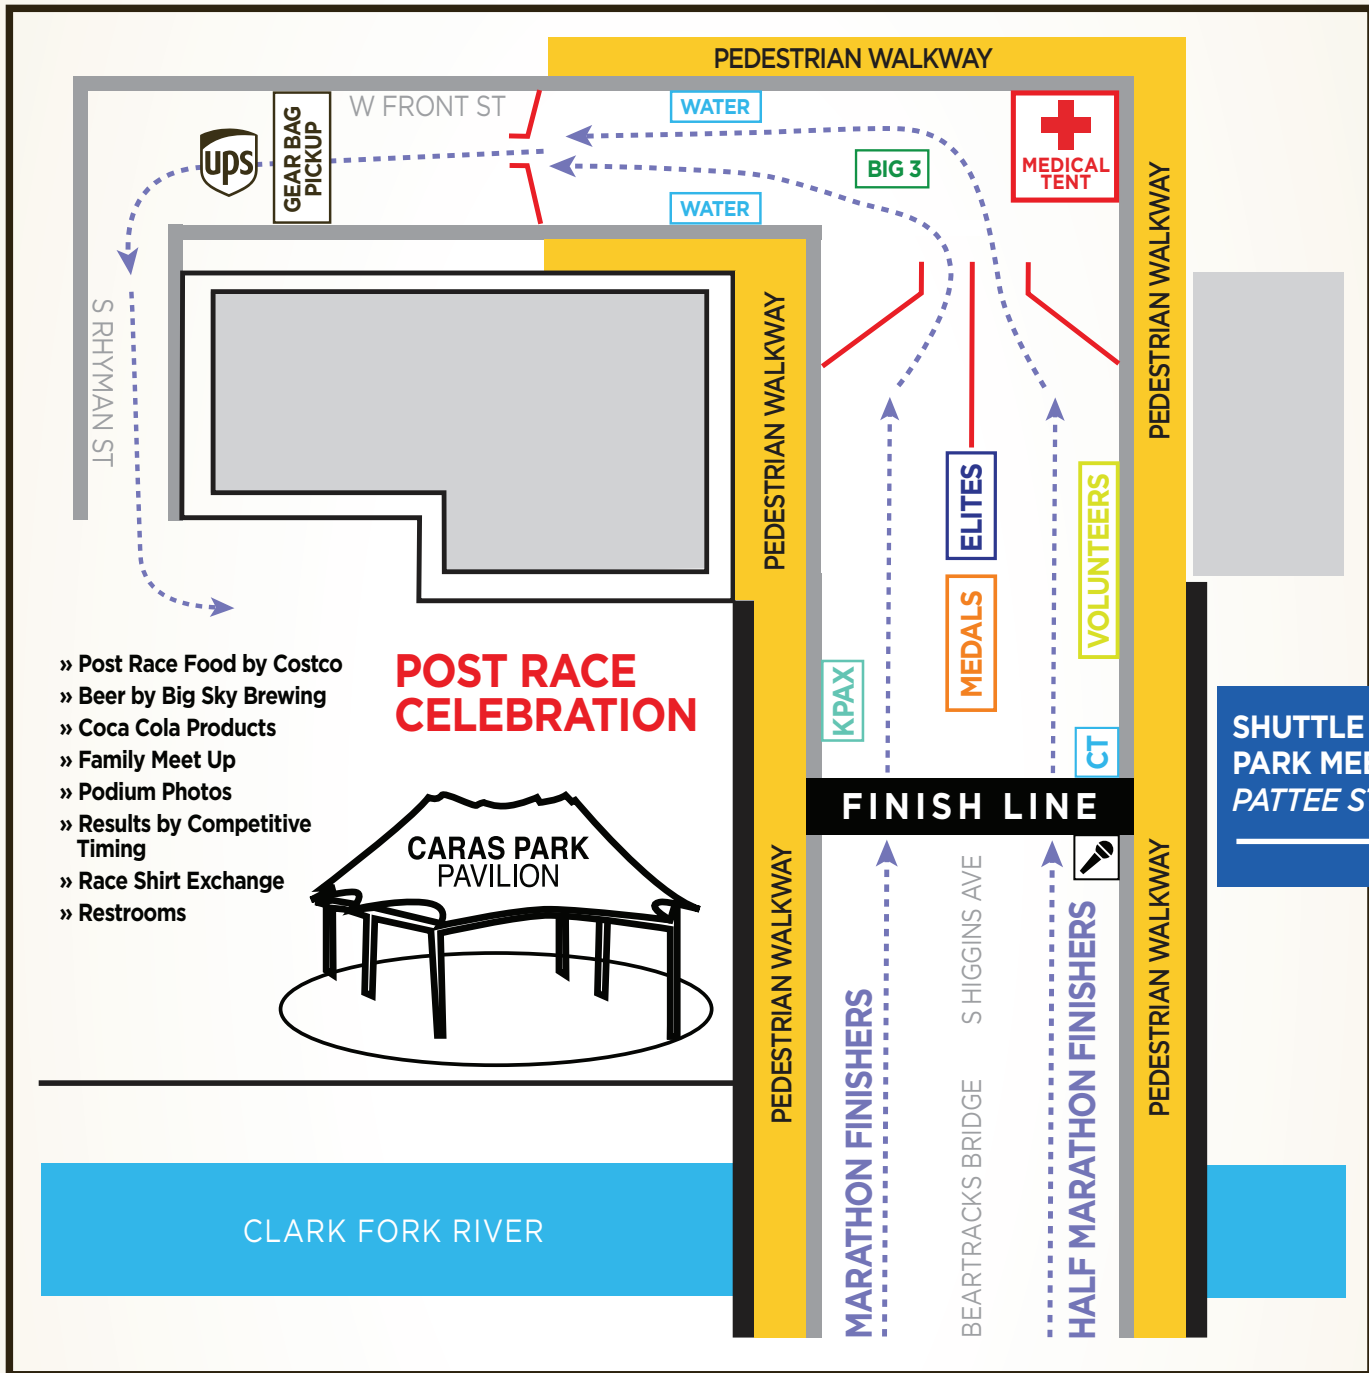 PEDESTRIAN WALKWAY
W FRONT ST
WATER
GEAR BAG
PICKUP
ups
BIG 3
MEDICAL
TENT
WATER
PEDESTRIAN WALKWAY
PEDESTRIAN WALKWAY
S RHYMAN ST
ELITES
VOLUNTEERS
MEDALS
KPAX
CT
» Post Race Food by Costco
» Beer by Big Sky Brewing
» Coca Cola Products
» Family Meet Up
» Podium Photos
» Results by Competitive
Timing
» Race Shirt Exchange
» Restrooms
POST RACE
CELEBRATION
CARAS PARK
PAVILION
SHUTTLE
PARK
PATTEE
FINISH LINE
PEDESTRIAN WALKWAY
MARATHON FINISHERS
S HIGGINS AVE
BEARTRACKS BRIDGE
HALF MARATHON FINISHERS
PEDESTRIAN WALKWAY
CLARK FORK RIVER